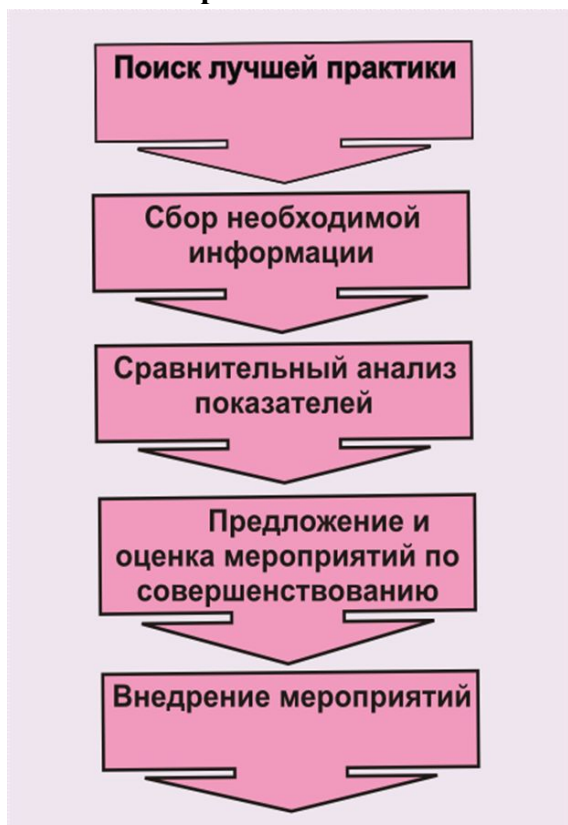 Поиск лучшей практики
Сбор необходимой
информации
Сравнительный анализ
показателей
Предложение и
оценка мероприятий по
совершенствованию
Внедрение мероприятий